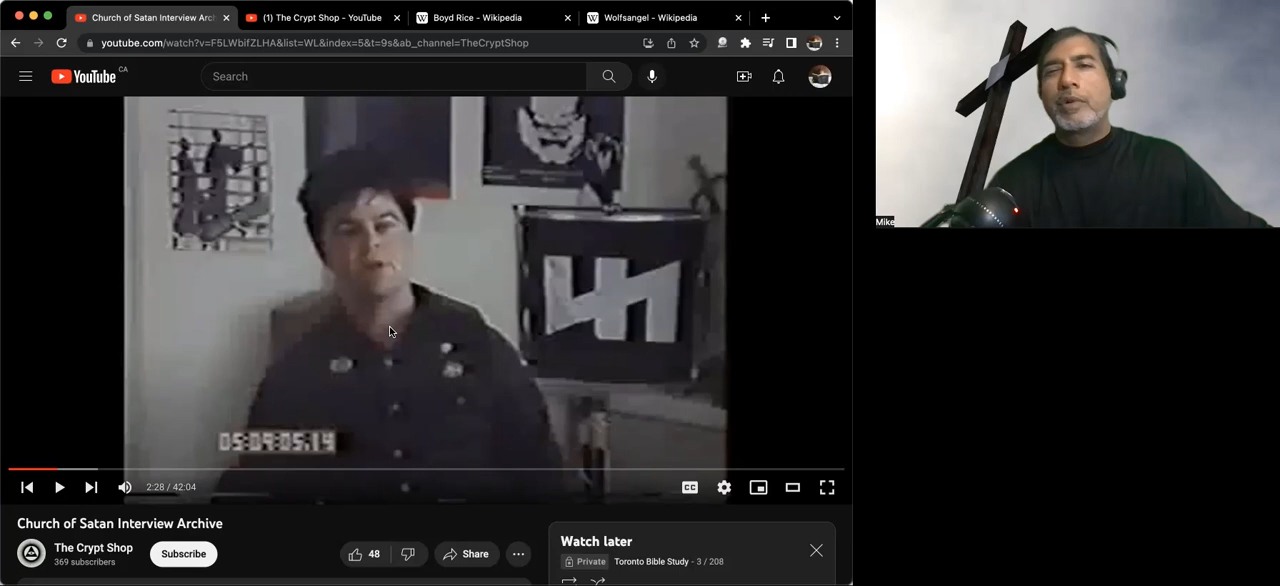 Church of Satan Interview Arc
(1) The Crypt Shop - YouTube
Boyd Rice - Wikipedia
Wolfsangel - Wikipedia
youtube.com/watch?v=F5LWbifZLHA&list=WL&index=5&t=9s&ab_channel=TheCryptShop
YouTube CA
Search
Mike
05:04:05.14
2:28 / 42:04
CC
Church of Satan Interview Archive
The Crypt Shop
369 subscribers
Subscribe
48
Share
Watch later
Private
Toronto Bible Study - 3 / 208